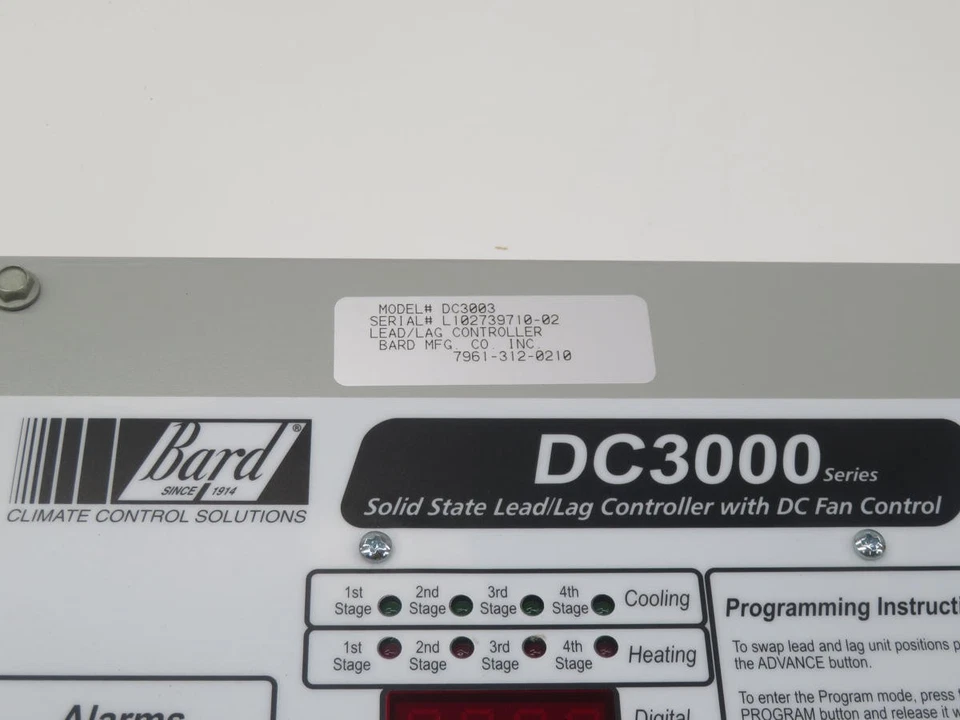 MODEL# DC3003
SERIAL# L102739710-02
LEAD/LAG CONTROLLER
BARD MFG. CO. INC.
7961-312-0210
Bard®
SINCE 1914
CLIMATE CONTROL SOLUTIONS
DC3000 Series
Solid State Lead/Lag Controller with DC Fan Control
1st Stage 2nd Stage 3rd Stage 4th Stage Cooling
1st Stage 2nd Stage 3rd Stage 4th Stage Heating
Alarms
Digital
Programming
To swap lead and lag unit positions
the ADVANCE button.
To enter the Program mode, press
PROGRAM button and release it